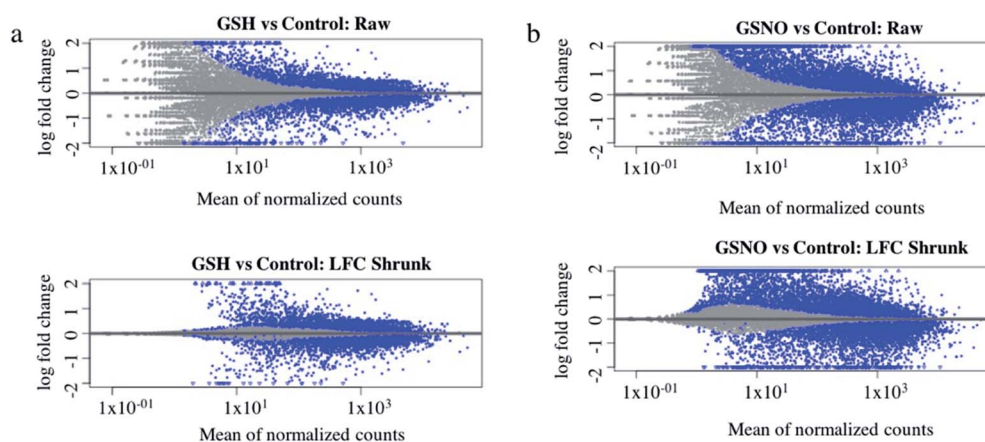 a
GSH vs Control: Raw
log fold change
2
1
0
-1
-2
1x10-01
1x101
1x103
Mean of normalized counts
b
GSNO vs Control: Raw
log fold change
2
1
0
-1
-2
1x10-01
1x101
1x103
Mean of normalized counts
GSH vs Control: LFC Shrunk
log fold change
2
1
0
-1
-2
1x10-01
1x101
1x103
Mean of normalized counts
GSNO vs Control: LFC Shrunk
log fold change
2
1
0
-1
-2
1x10-01
1x101
1x103
Mean of normalized counts